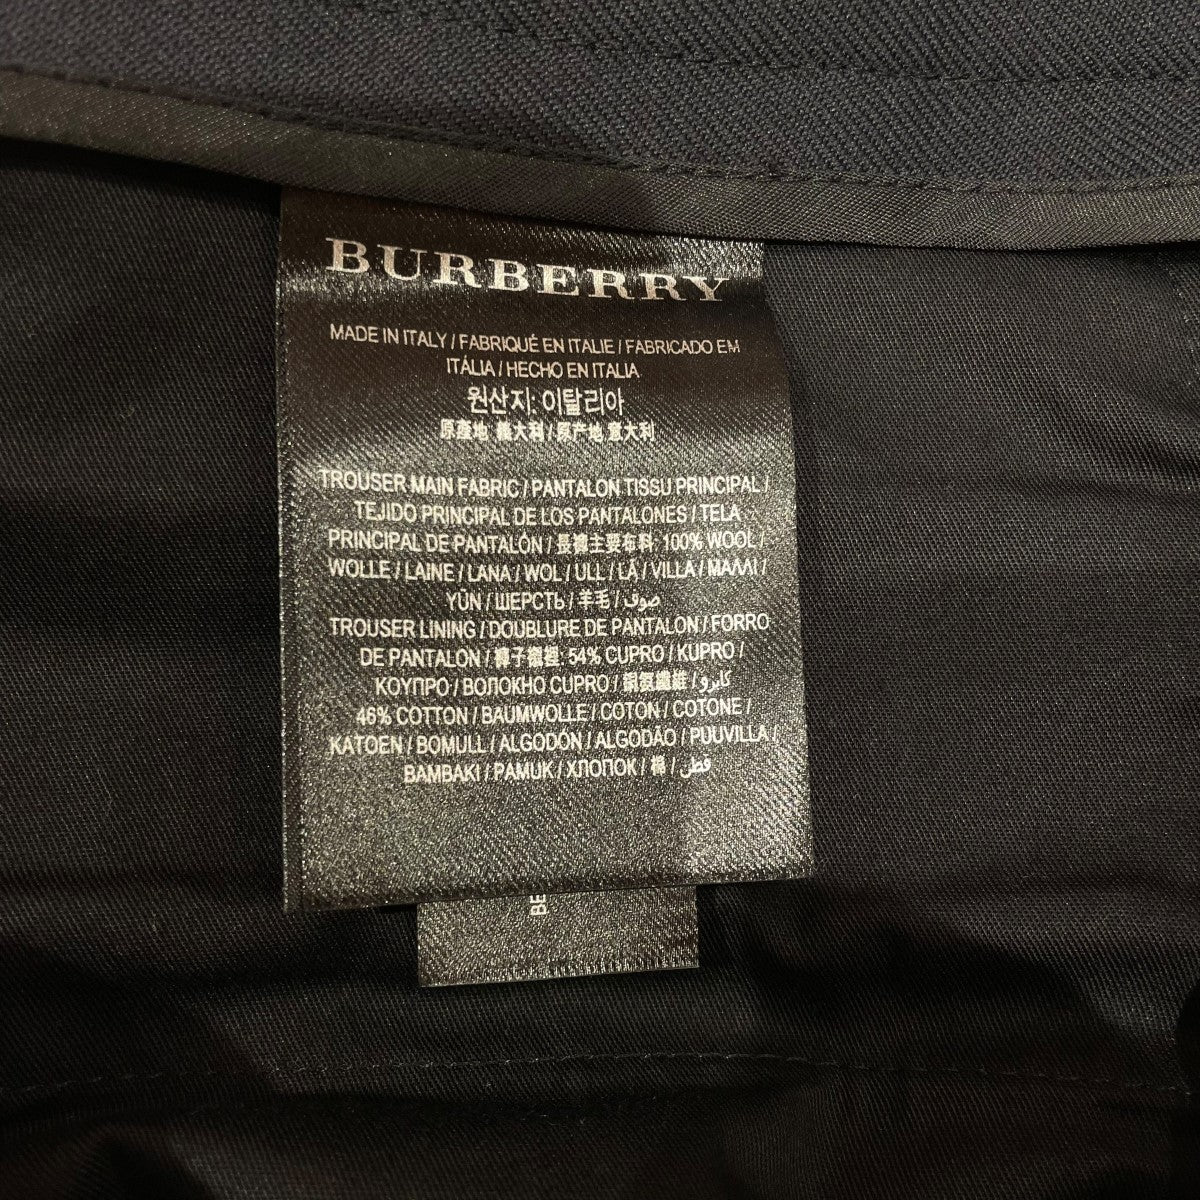 BURBERRY
MADE IN ITALY / FABRIQUÉ EN ITALIE / FABRICADO EM
ITÁLIA / HECHO EN ITALIA
원산지: 이탈리아
原產地 義大利 / 原产地 意大利
TROUSER MAIN FABRIC / PANTALON TISSU PRINCIPAL /
TEJIDO PRINCIPAL DE LOS PANTALONES / TELA
PRINCIPAL DE PANTALÓN / 長褲主要布料: 100% WOOL /
WOLLE / LAINE / LANA / WOL / ULL / LÃ / VILLA / ΜΑΛΛΙ /
YÜN / ШЕРСТЬ / 羊毛 / صوف
TROUSER LINING / DOUBLURE DE PANTALON / FORRO
DE PANTALON / 褲子襯裡: 54% CUPRO / KUPRO /
ΚΟΥΠΡΟ / ВОЛОКНО CUPRO / 銅氨纖維 / كابرو
46% COTTON / BAUMWOLLE / COTON / COTONE /
KATOEN / BOMULL / ALGODÓN / ALGODÃO / PUUVILLA /
BAMBAKI / PAMUK / ХЛОПОК / 棉 / قطن
BE